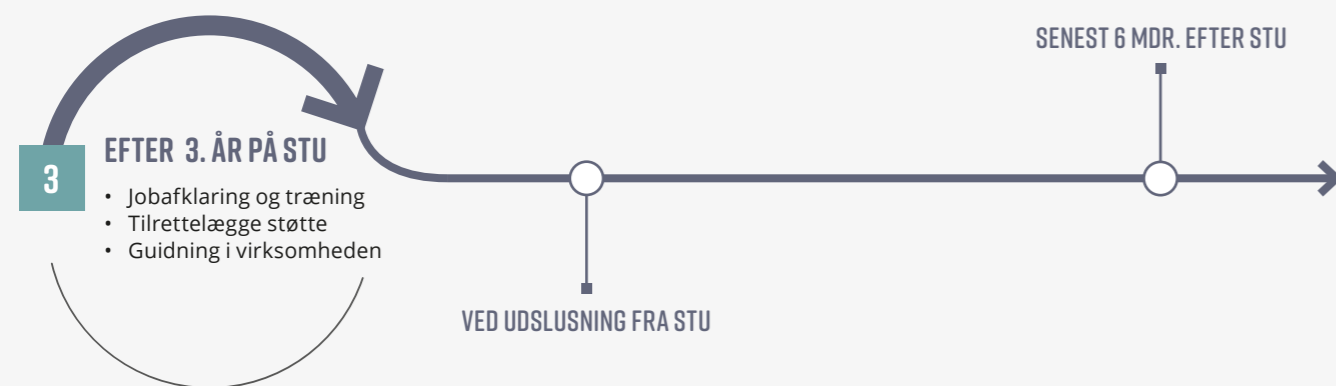 SENEST 6 MDR. EFTER STU
3
EFTER 3. ÅR PÅ STU
• Jobafklaring og træning
• Tilrettelægge støtte
• Guidning i virksomheden
VED UDSLUSNING FRA STU